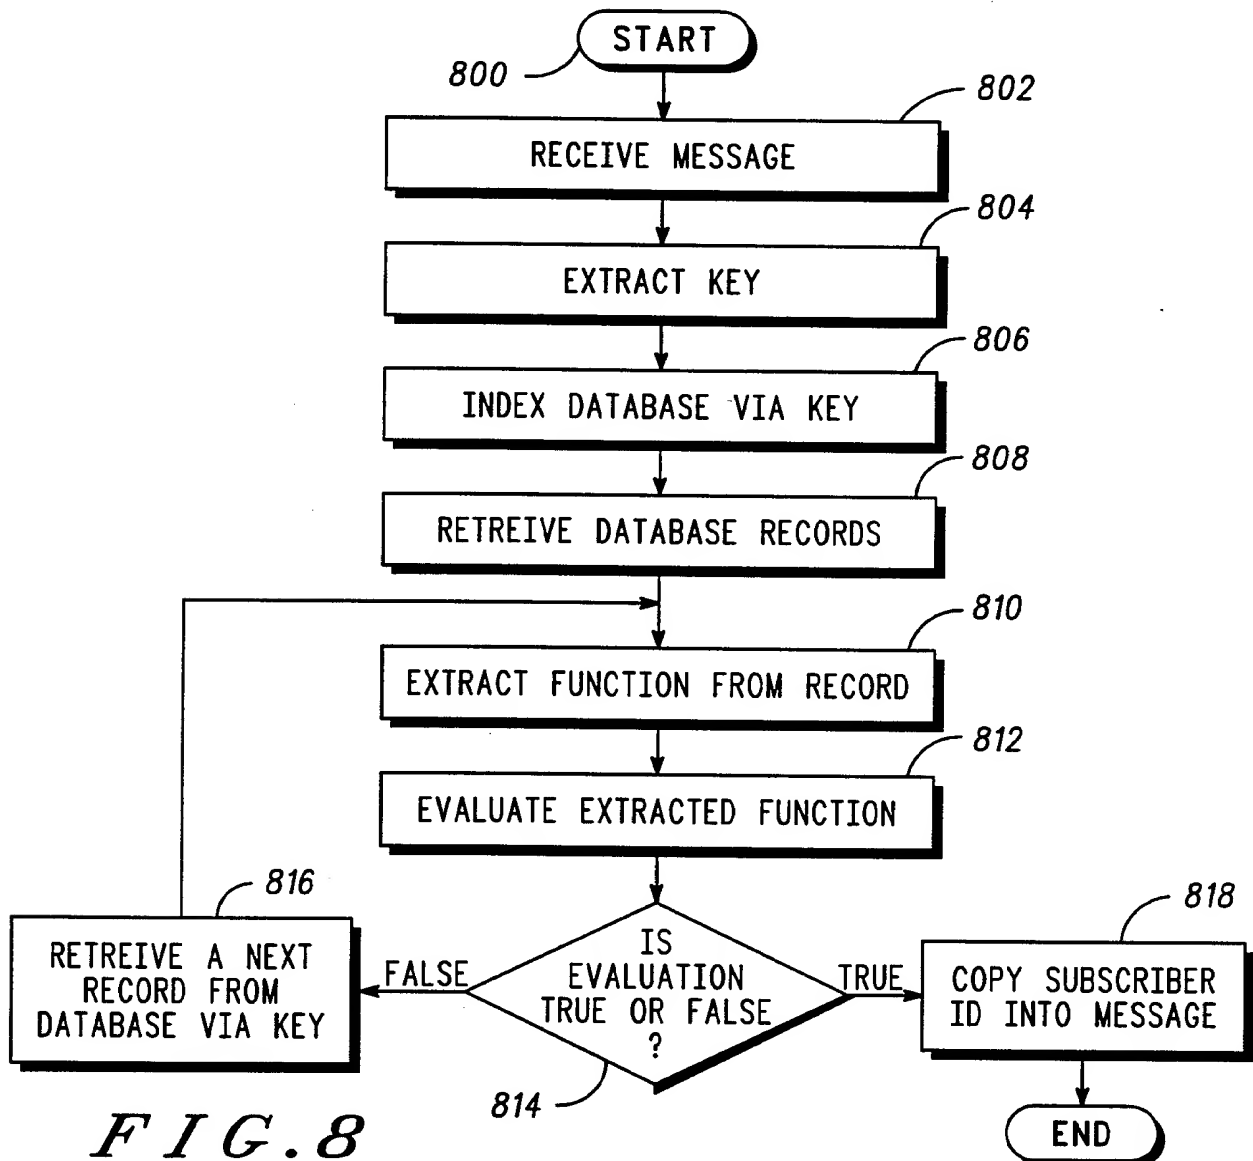 START
800
802
RECEIVE MESSAGE
804
EXTRACT KEY
806
INDEX DATABASE VIA KEY
808
RETREIVE DATABASE RECORDS
810
EXTRACT FUNCTION FROM RECORD
812
EVALUATE EXTRACTED FUNCTION
816
RETREIVE A NEXT
RECORD FROM
DATABASE VIA KEY
FALSE
IS
EVALUATION
TRUE OR FALSE
?
814
TRUE
818
COPY SUBSCRIBER
ID INTO MESSAGE
END
FIG.8